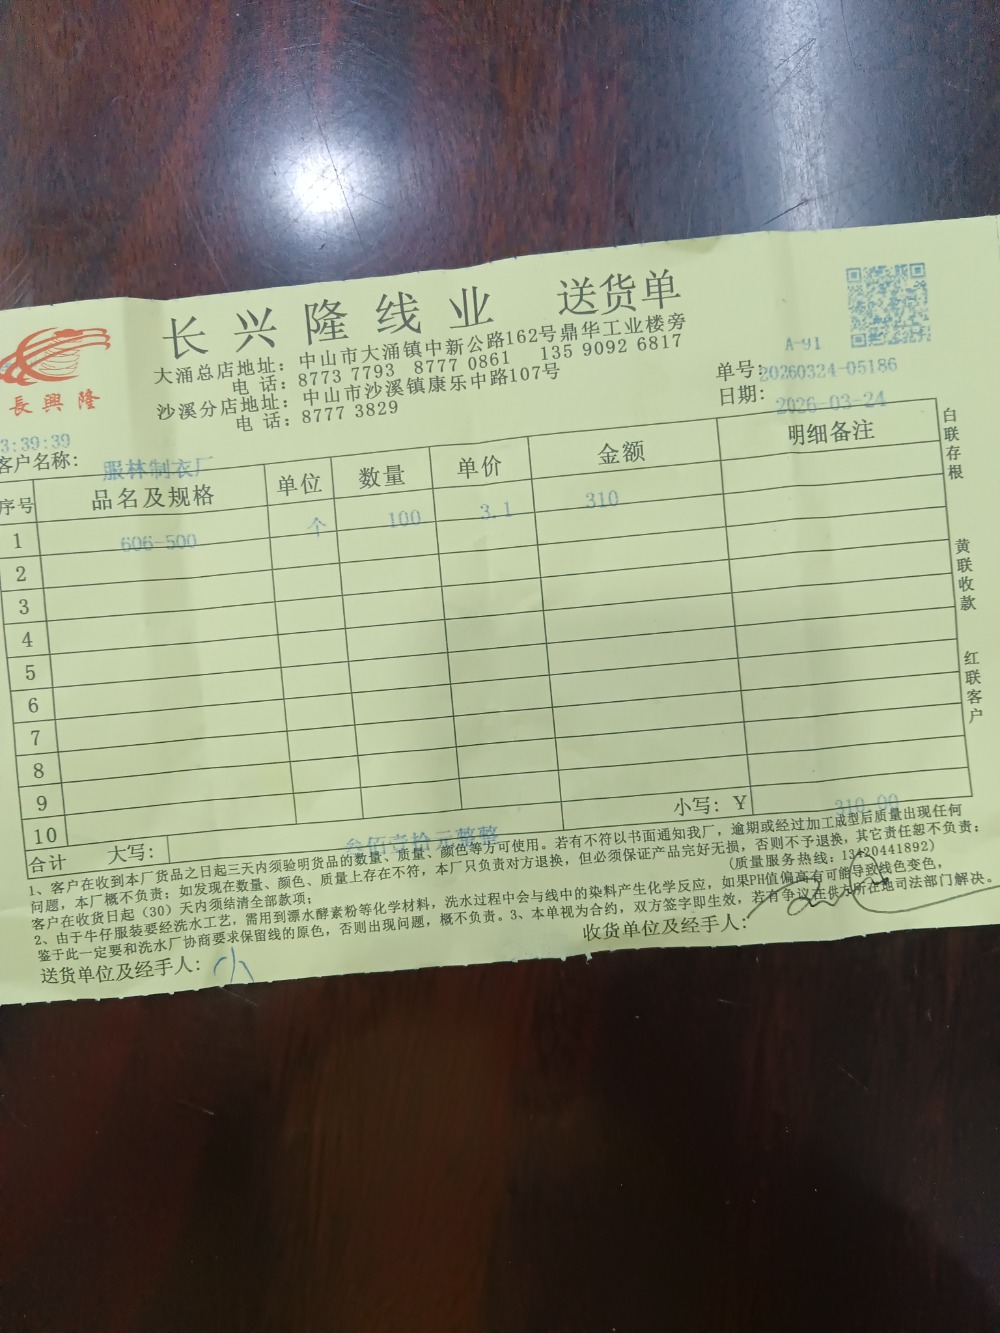 长兴隆线业 送货单
長興隆
大涌总店地址：中山市大涌镇中新公路162号鼎华工业楼旁
电 话：8773 7793 8777 0861 135 9092 6817
沙溪分店地址：中山市沙溪镇康乐中路107号
电 话：8777 3829
A-91
单号：20260324-05186
日期：2026-03-24
3:39:39
客户名称：服林制衣厂
序号 品名及规格 单位 数量 单价 金额 明细备注
1 606-500 个 100 3.1 310
2
3
4
5
6
7
8
9
10
合计 大写：叁佰壹拾元整 小写：￥ 310.00
1、客户在收到本厂货品之日起三天内须验明货品的数量、质量、颜色等方可使用。若有不符以书面通知我厂，逾期或经过加工成型后质量出现任何
问题，本厂概不负责；如发现在数量、颜色、质量上存在不符，本厂只负责对方退换，但必须保证产品完好无损，否则不予退换，其它责任恕不负责；
客户在收货日起（30）天内须结清全部款项； （质量服务热线：13420441892）
2、由于牛仔服装要经洗水工艺，需用到漂水酵素粉等化学材料，洗水过程中会与线中的染料产生化学反应，如果PH值偏高有可能导致线色变色，
鉴于此一定要和洗水厂协商要求保留线的原色，否则出现问题，概不负责。3、本单视为合约，双方签字即生效，若有争议在供方所在地司法部门解决。
送货单位及经手人：小 收货单位及经手人：
白联存根
黄联收款
红联客户